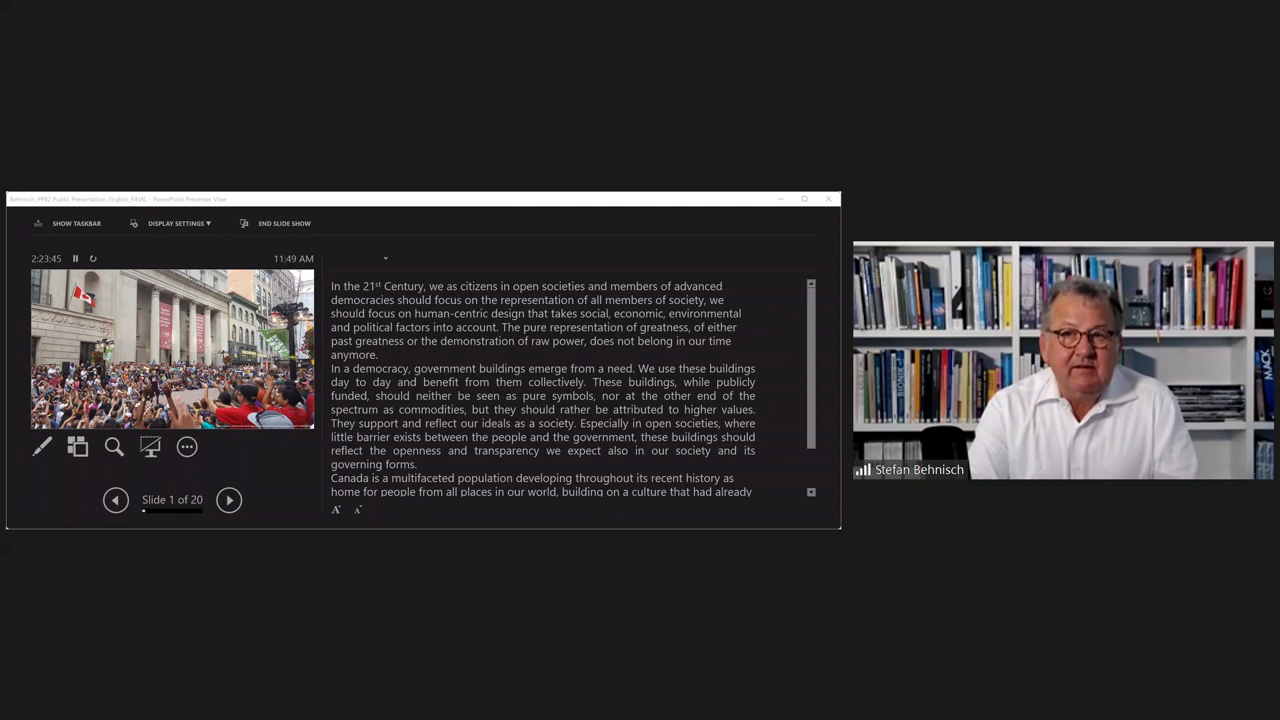 Behnisch_PPB2 Public Presentation_English_FINAL - PowerPoint Presenter View
SHOW TASKBAR
DISPLAY SETTINGS ▼
END SLIDE SHOW
2:23:45
11:49 AM
In the 21st Century, we as citizens in open societies and members of advanced
democracies should focus on the representation of all members of society, we
should focus on human-centric design that takes social, economic, environmental
and political factors into account. The pure representation of greatness, of either
past greatness or the demonstration of raw power, does not belong in our time
anymore.
In a democracy, government buildings emerge from a need. We use these buildings
day to day and benefit from them collectively. These buildings, while publicly
funded, should neither be seen as pure symbols, nor at the other end of the
spectrum as commodities, but they should rather be attributed to higher values.
They support and reflect our ideals as a society. Especially in open societies, where
little barrier exists between the people and the government, these buildings should
reflect the openness and transparency we expect also in our society and its
governing forms.
Canada is a multifaceted population developing throughout its recent history as
home for people from all places in our world, building on a culture that had already
Slide 1 of 20
A A
Stefan Behnisch
MACK